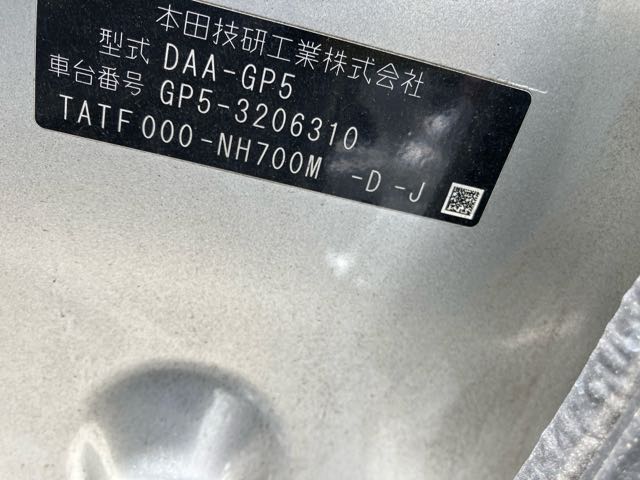 本田技研工業株式会社
型式 DAA-GP5
車台番号 GP5-3206310
TATF000-NH700M -D -J